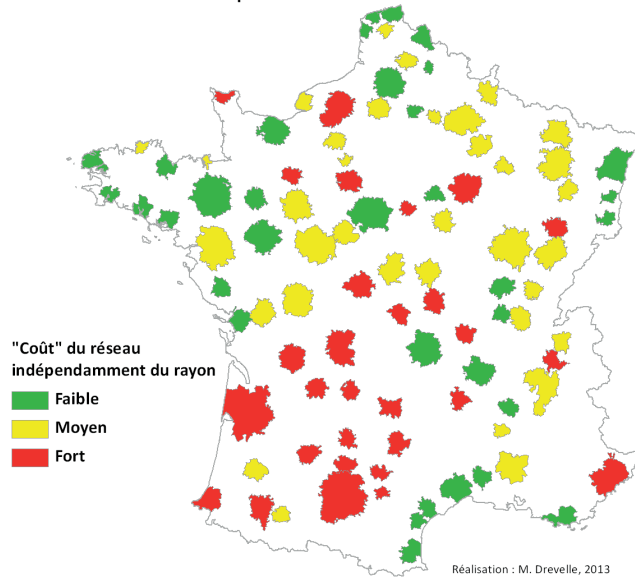 "Coût" du réseau
indépendamment du rayon
Faible
Moyen
Fort
Réalisation : M. Drevelle, 2013